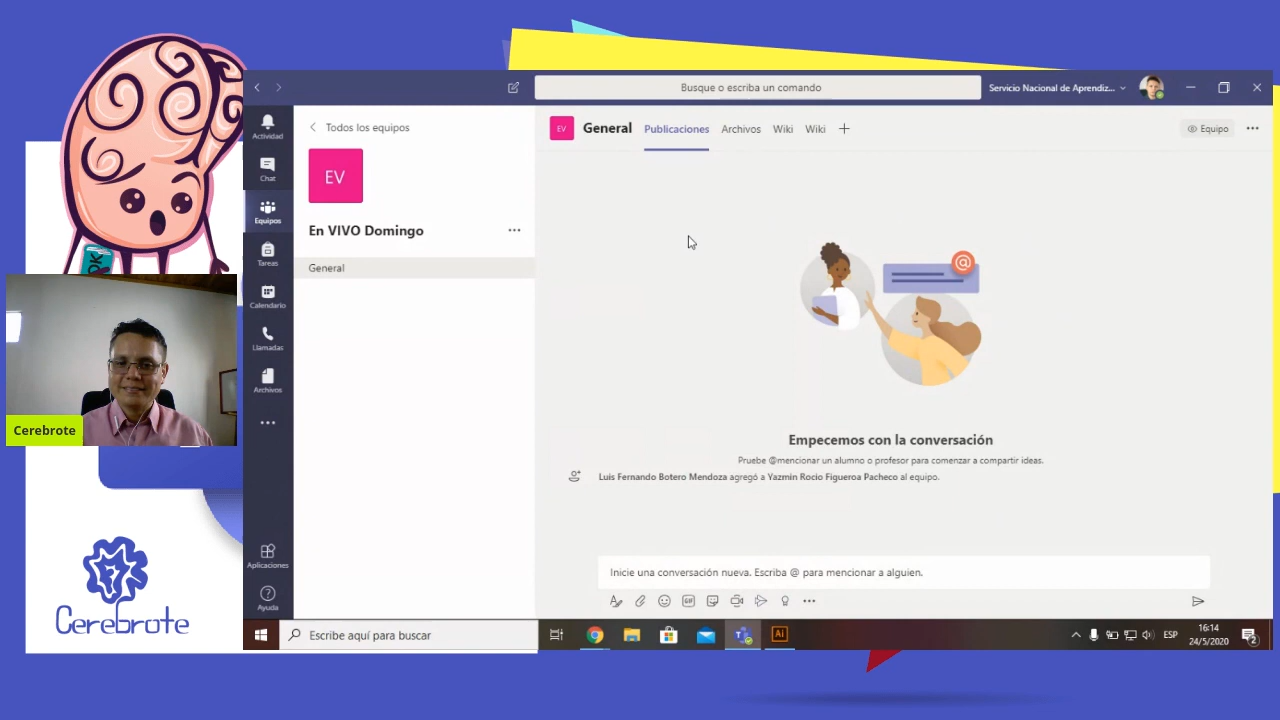 Busque o escriba un comando
Servicio Nacional de Aprendiz...
Actividad
Chat
Equipos
Tareas
Calendario
Llamadas
Archivos
Aplicaciones
Ayuda
Todos los equipos
EV
En VIVO Domingo
General
EV
General
Publicaciones
Archivos
Wiki
Wiki
Equipo
@
Empecemos con la conversación
Pruebe @mencionar un alumno o profesor para comenzar a compartir ideas.
Luis Fernando Botero Mendoza agregó a Yazmin Rocio Figueroa Pacheco al equipo.
Inicie una conversación nueva. Escriba @ para mencionar a alguien.
GIF
Cerebrote
Cerebrote
Escribe aquí para buscar
Ai
ESP
16:14
24/5/2020
2